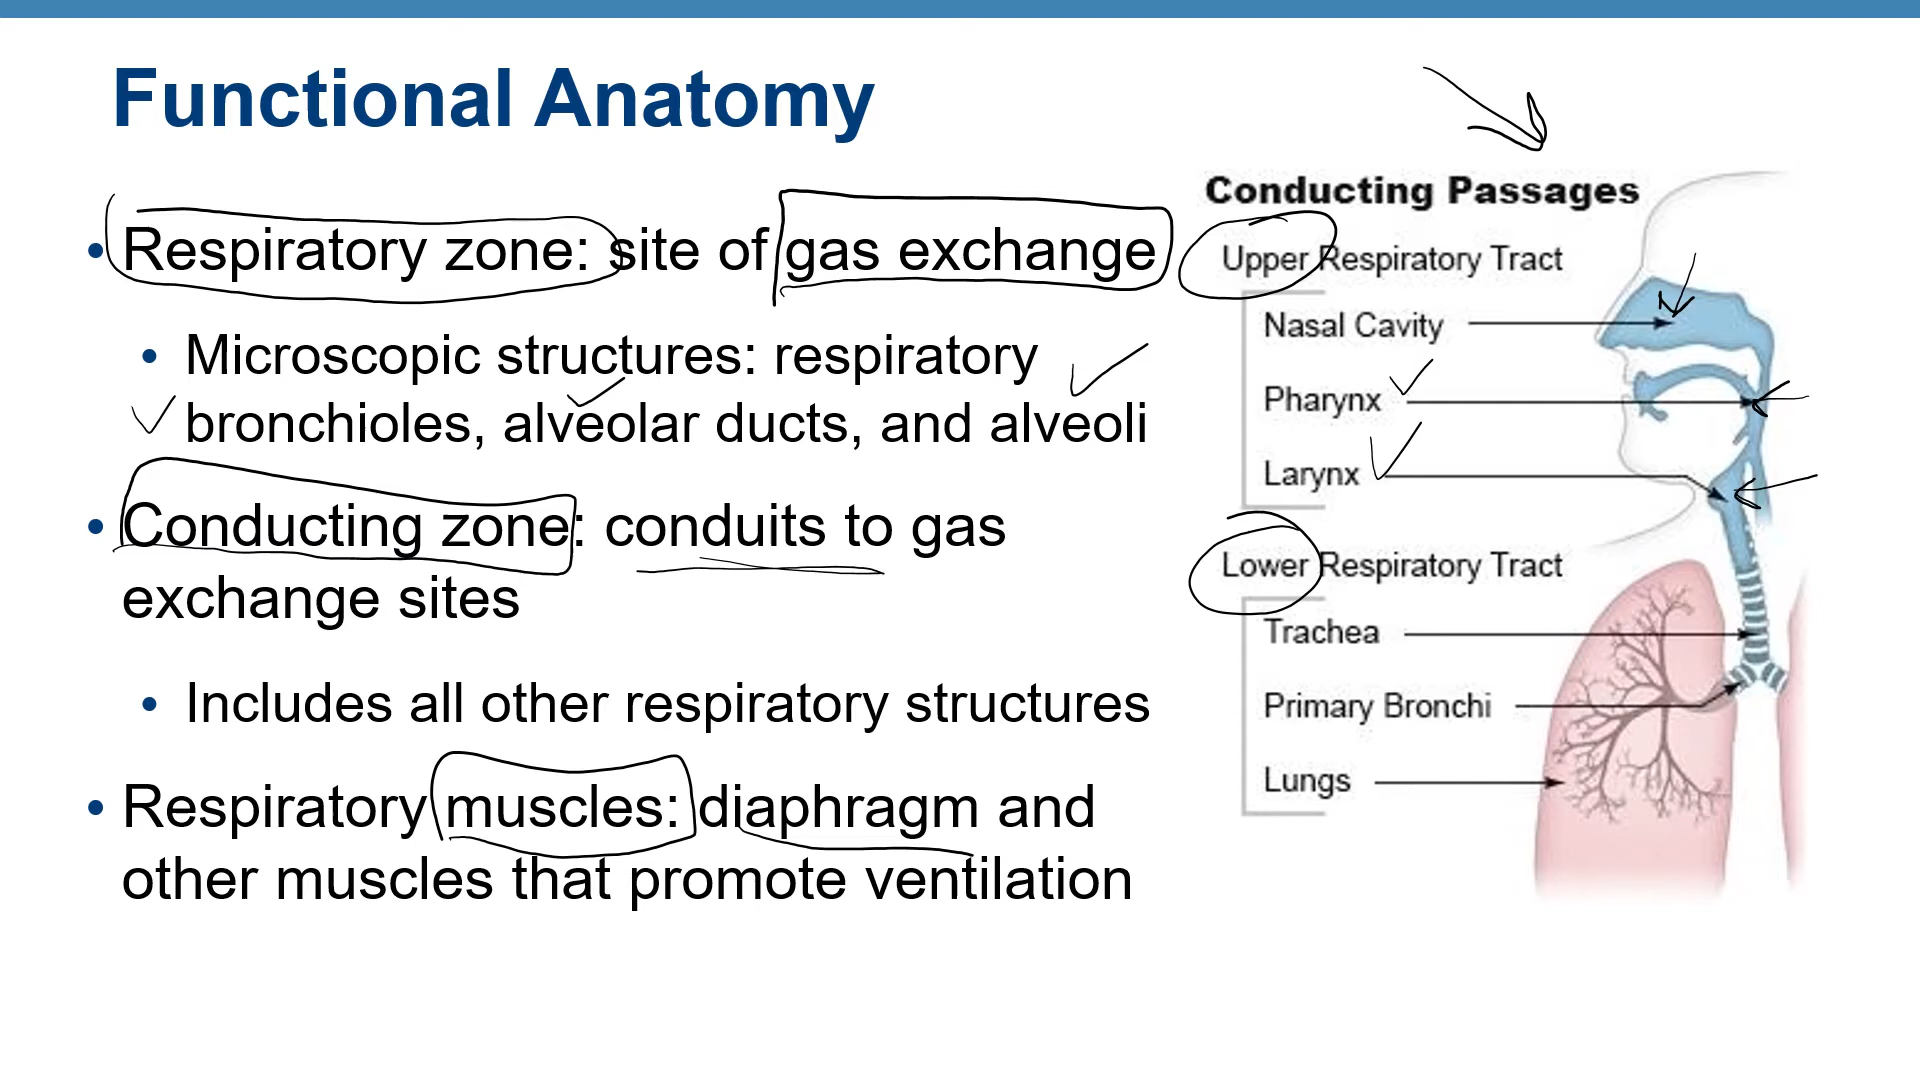 Functional Anatomy
• Respiratory zone: site of gas exchange
• Microscopic structures: respiratory
bronchioles, alveolar ducts, and alveoli
• Conducting zone: conduits to gas
exchange sites
• Includes all other respiratory structures
• Respiratory muscles: diaphragm and
other muscles that promote ventilation
Conducting Passages
Upper Respiratory Tract
Nasal Cavity
Pharynx
Larynx
Lower Respiratory Tract
Trachea
Primary Bronchi
Lungs